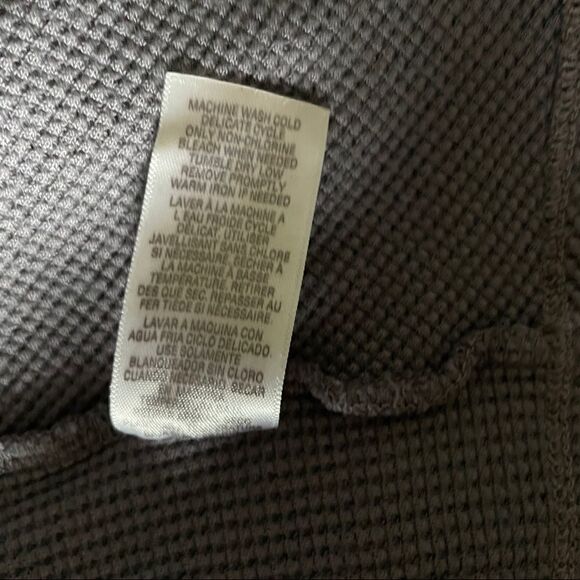 MACHINE WASH COLD
DELICATE CYCLE
ONLY NON-CHLORINE
BLEACH WHEN NEEDED
TUMBLE DRY LOW
REMOVE PROMPTLY
WARM IRON IF NEEDED
LAVER À LA MACHINE À
L'EAU FROIDE CYCLE
DÉLICAT. UTILISER
JAVELLISANT SANS CHLORE
SI NÉCESSAIRE. SÉCHER À
LA MACHINE À BASSE
TEMPÉRATURE. RETIRER
DÈS QUE SEC. REPASSER AU
FER TIÈDE SI NÉCESSAIRE.
LAVAR A MAQUINA CON
AGUA FRIA CICLO DELICADO.
USE SOLAMENTE
BLANQUEADOR SIN CLORO
CUANDO NECESARIO. SECAR